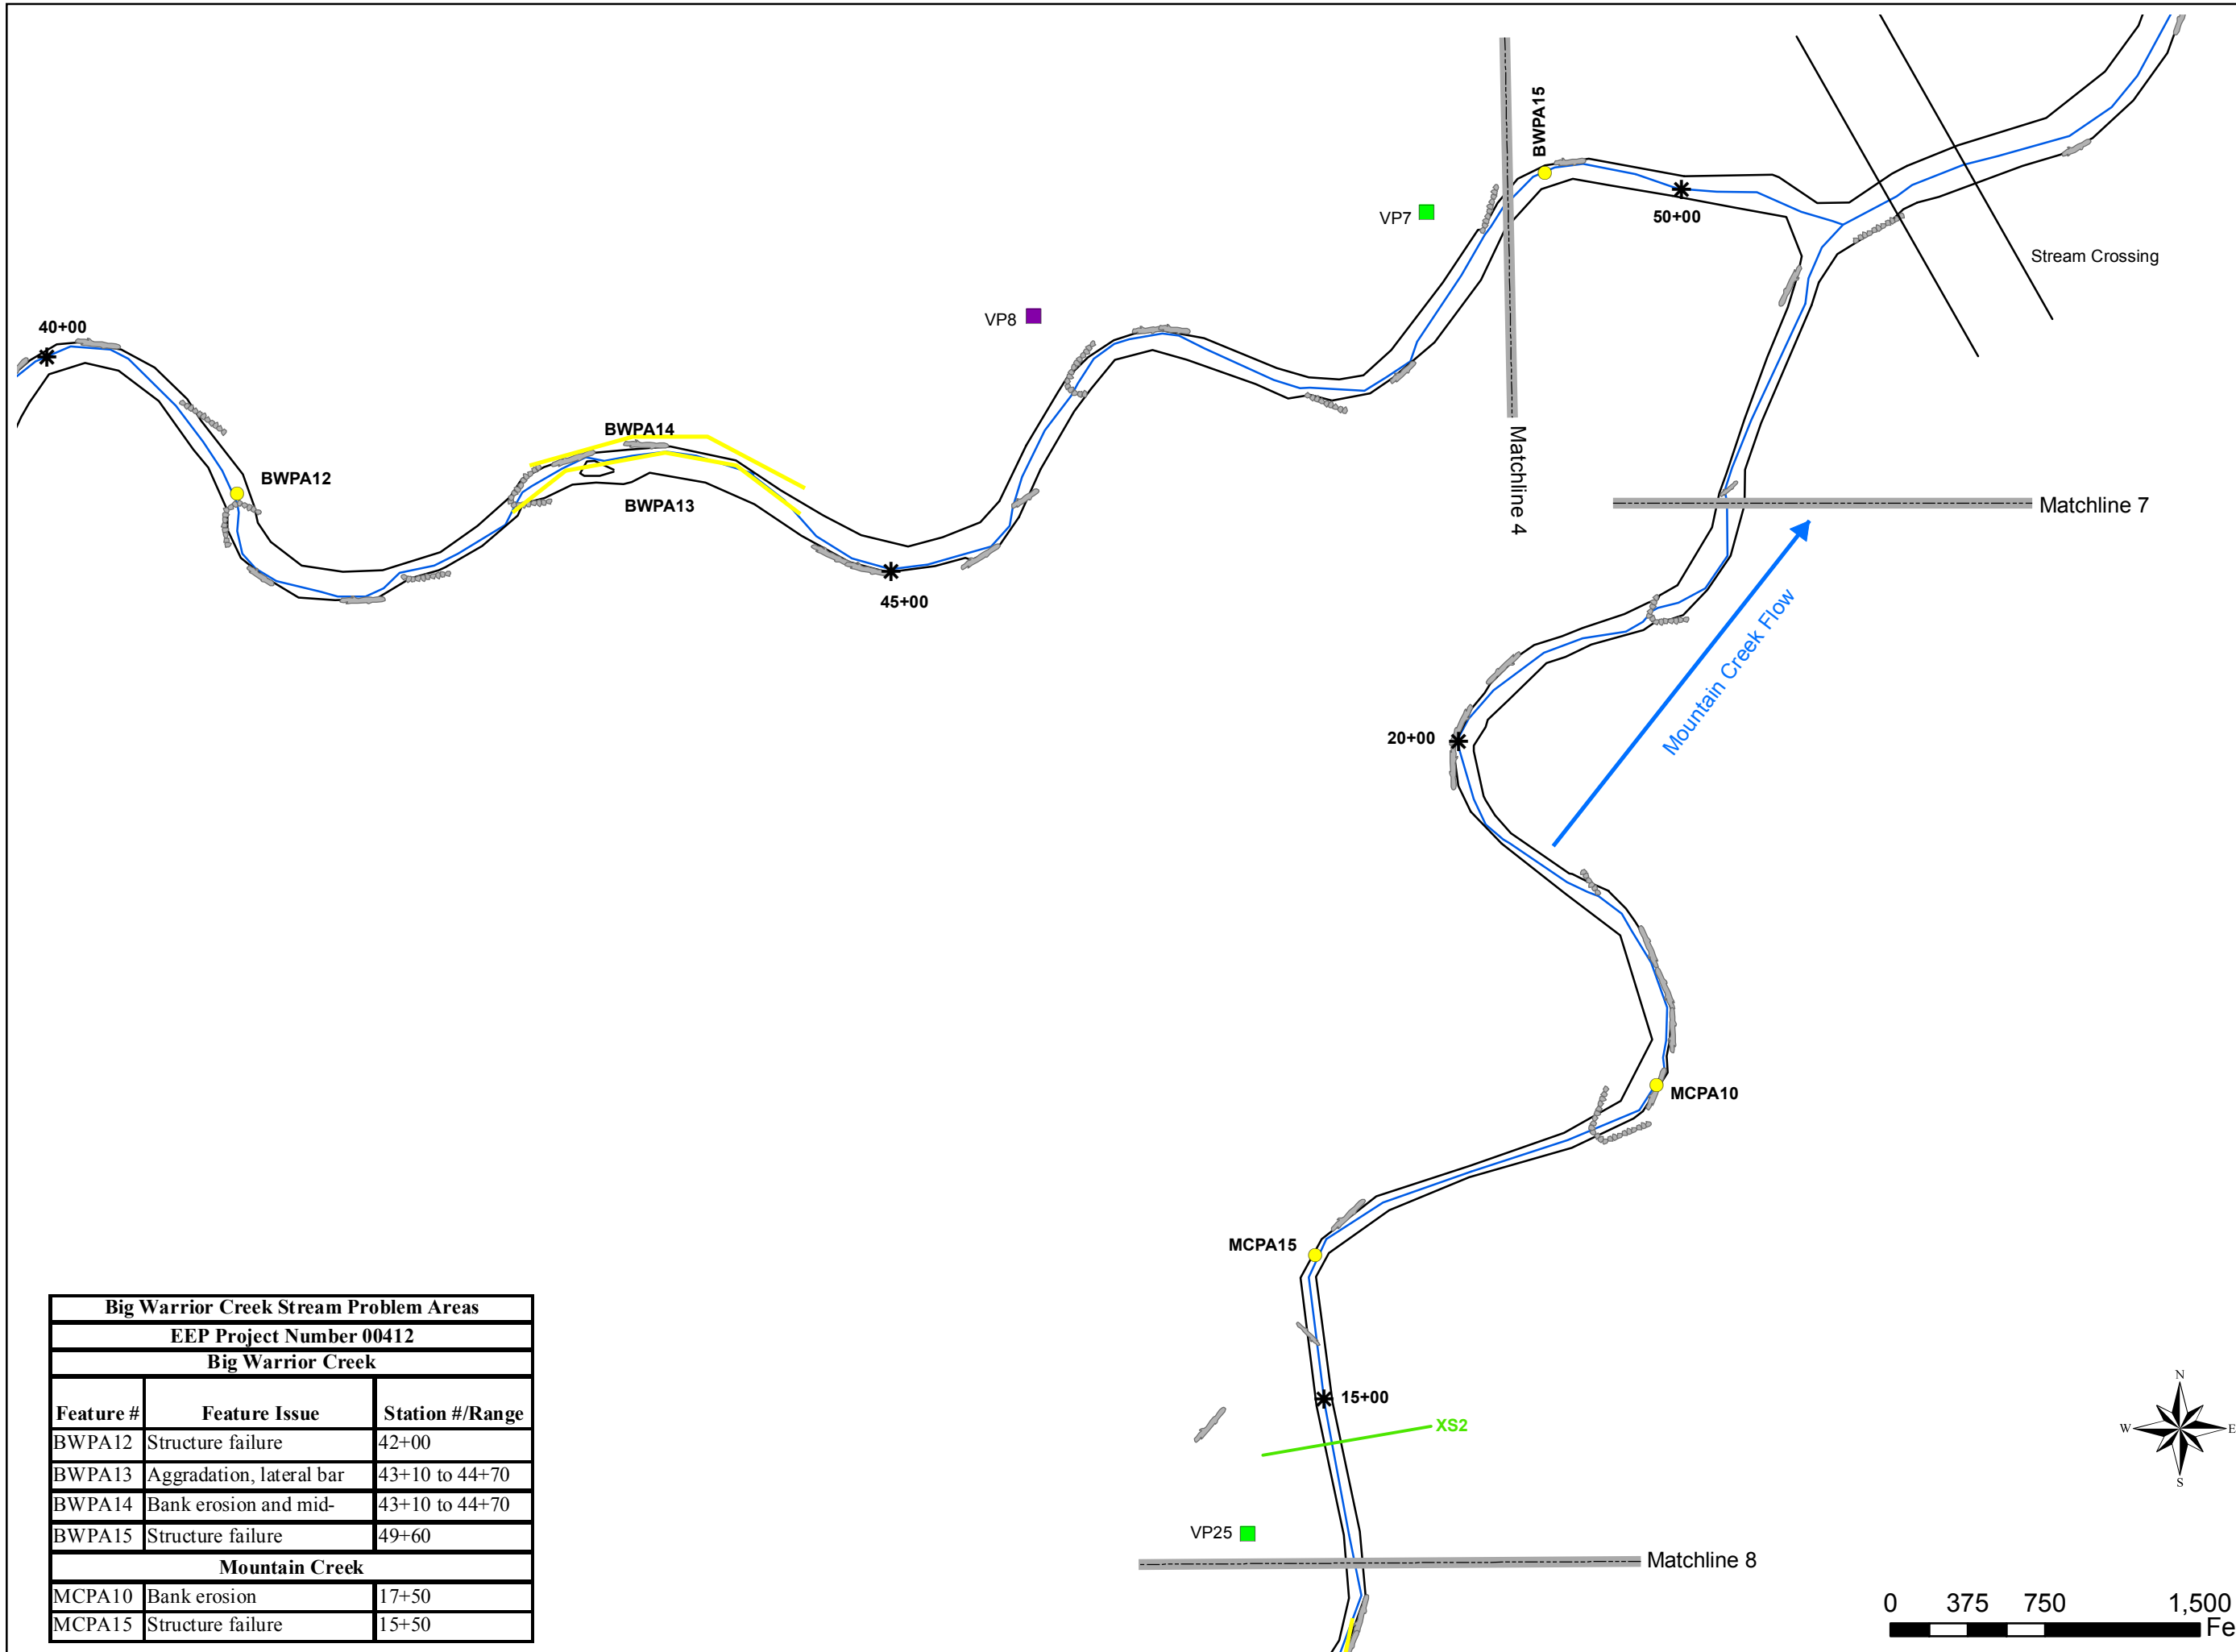 BWPA15
VP7
50+00
Stream Crossing
VP8
40+00
BWPA14
Matchline 4
BWPA12
BWPA13
Matchline 7
45+00
Mountain Creek Flow
20+00
MCPA10
MCPA15
15+00
XS2
VP25
Matchline 8
Big Warrior Creek Stream Problem Areas
EEP Project Number 00412
Big Warrior Creek
Feature # Feature Issue Station #/Range
BWPA12 Structure failure 42+00
BWPA13 Aggradation, lateral bar 43+10 to 44+70
BWPA14 Bank erosion and mid- 43+10 to 44+70
BWPA15 Structure failure 49+60
Mountain Creek
MCPA10 Bank erosion 17+50
MCPA15 Structure failure 15+50
N
W E
S
0 375 750 1,500
Fe